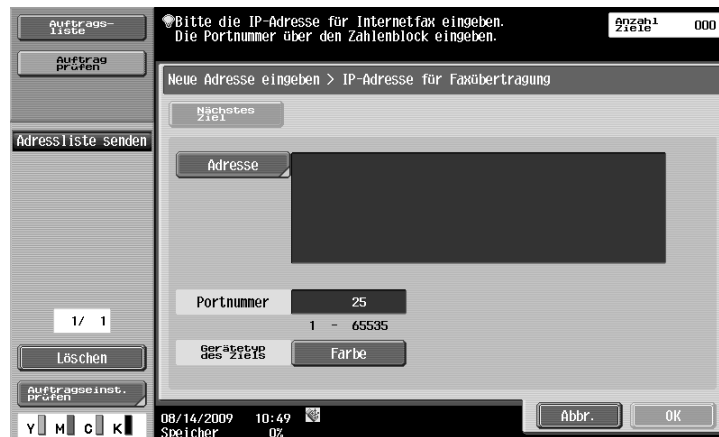 Auftrags-
liste
Auftrag
prüfen
Bitte die IP-Adresse für Internetfax eingeben.
Die Portnummer über den Zahlenblock eingeben.
Anzahl
Ziele
000
Neue Adresse eingeben > IP-Adresse für Faxübertragung
Nächstes
Ziel
Adressliste senden
Adresse
Portnummer
25
1 - 65535
Gerätetyp
des Ziels
Farbe
1/ 1
Löschen
Auftragseinst.
prüfen
Y M C K
08/14/2009 10:49
Speicher 0%
Abbr.
OK